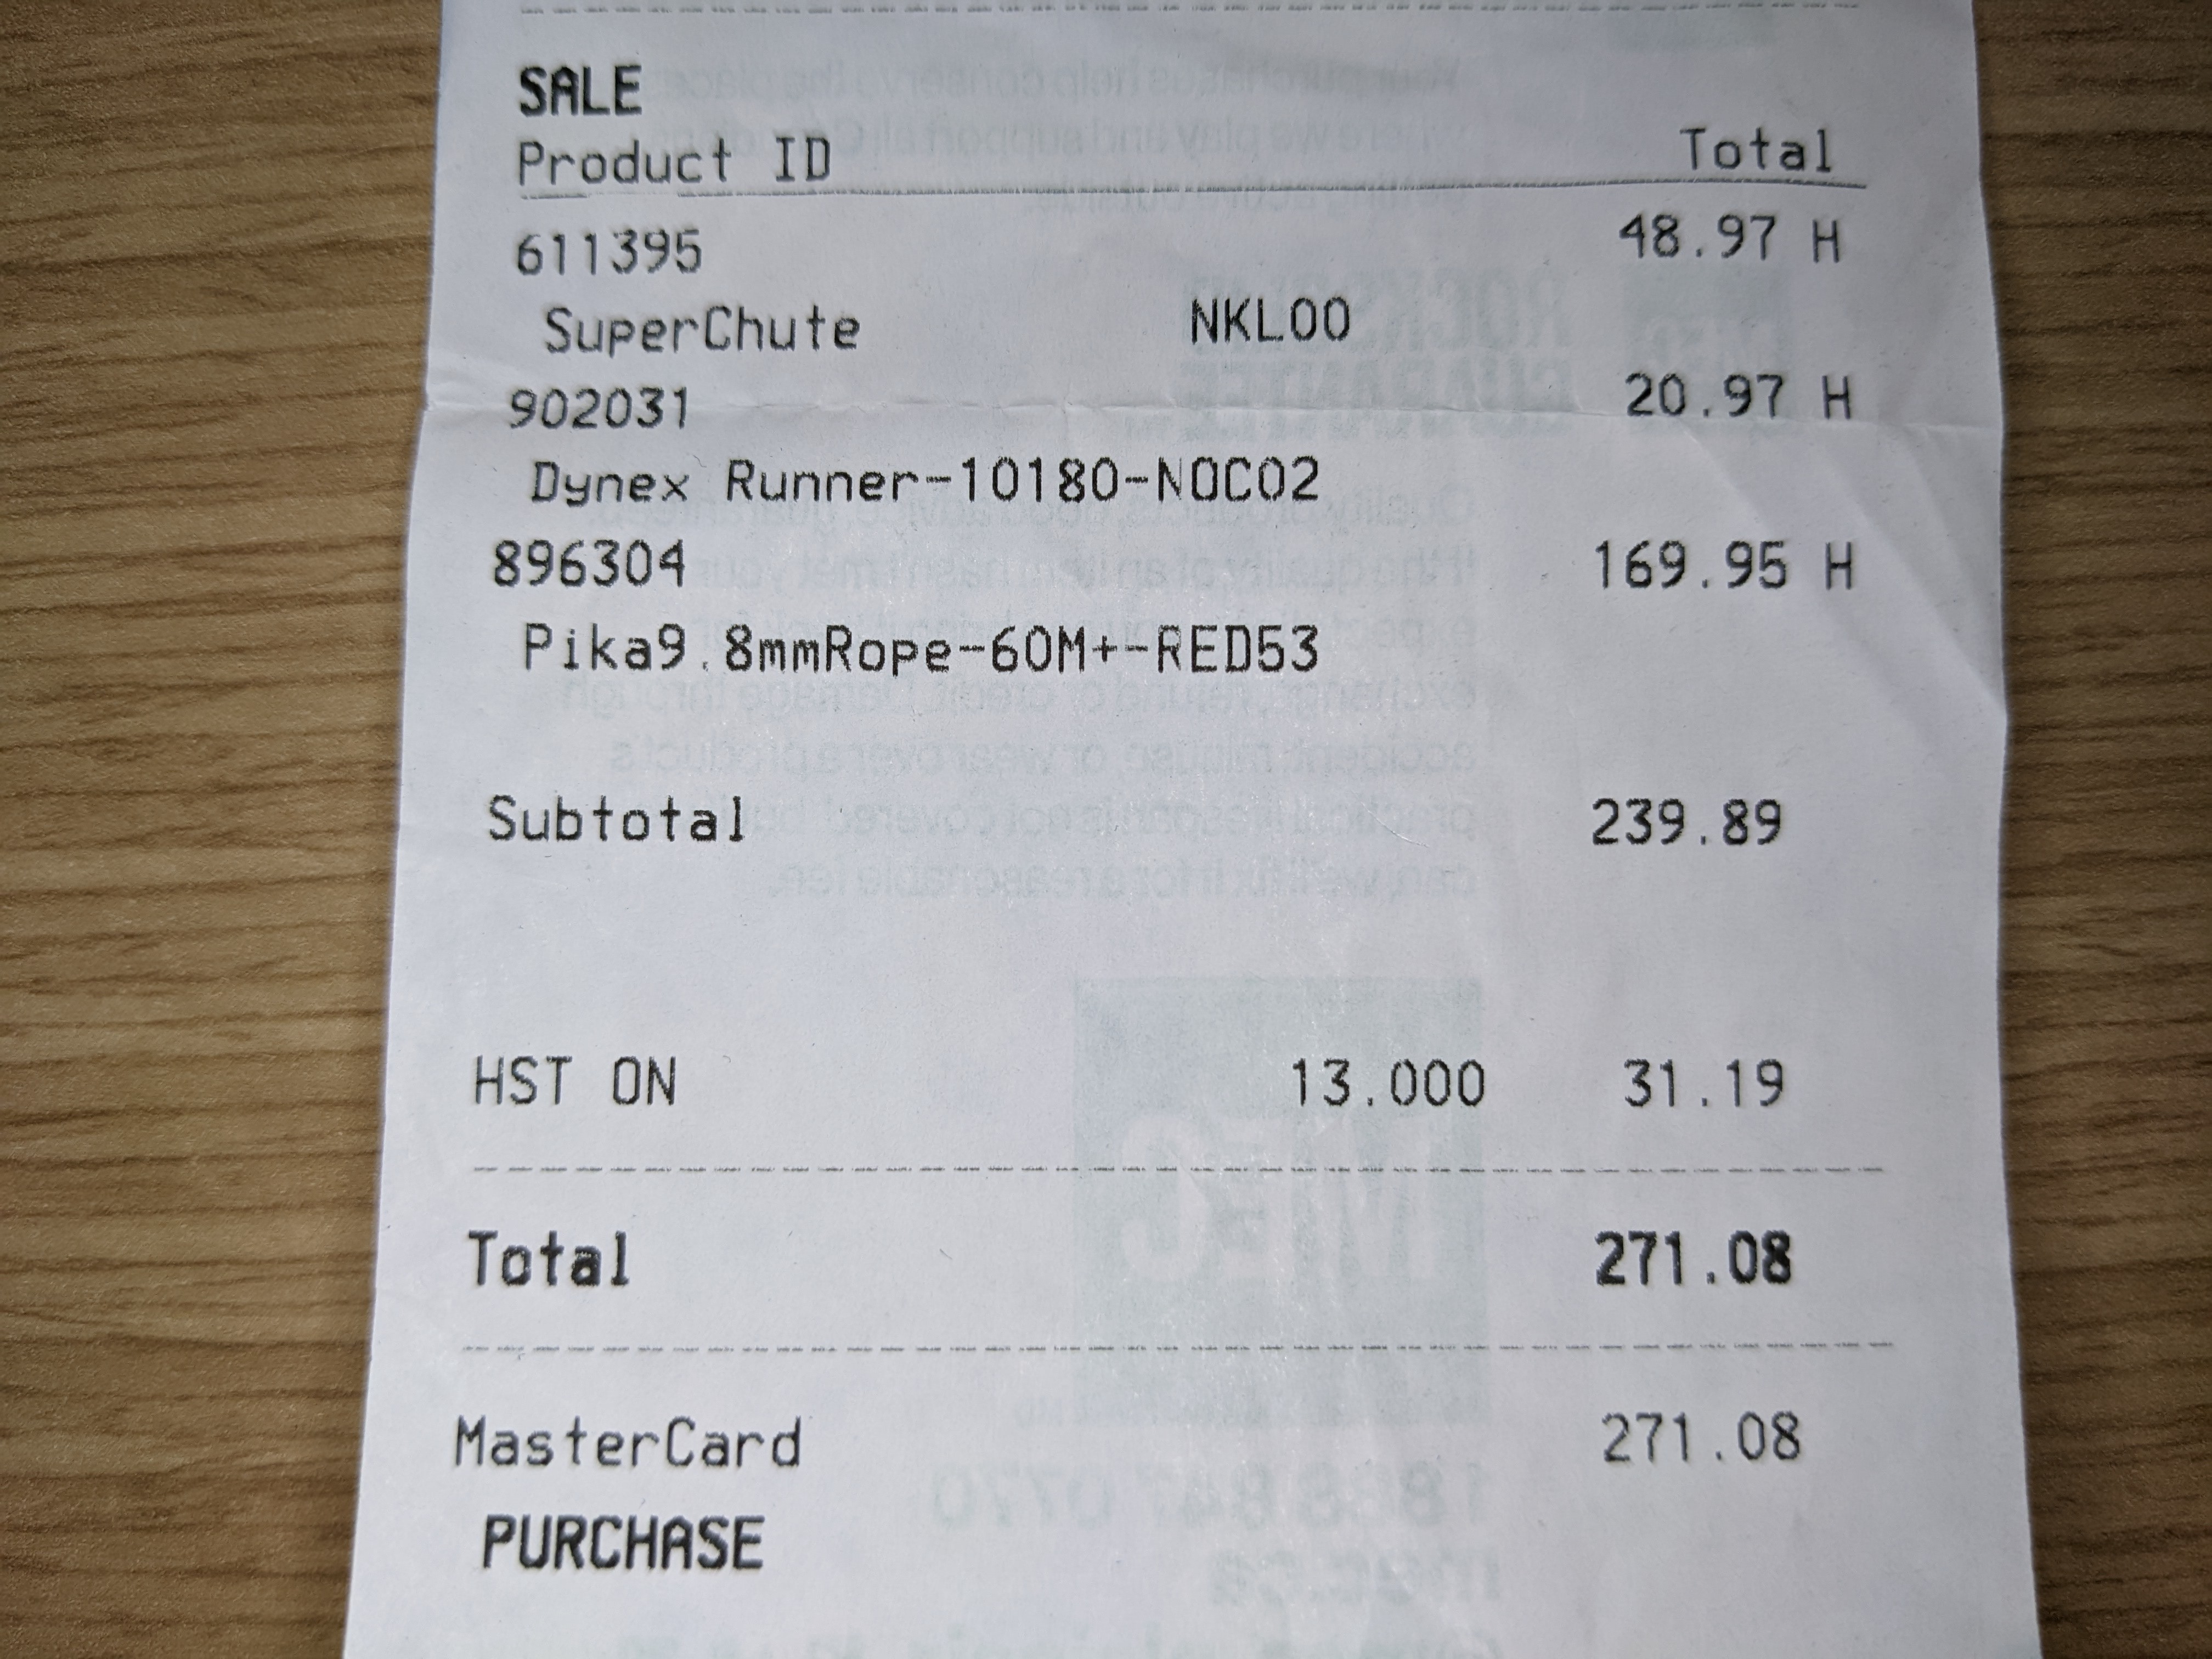 SALE
Product ID Total
611395 48.97 H
SuperChute NKL00
902031 20.97 H
Dynex Runner-10180-NOC02
896304 169.95 H
Pika9.8mmRope-60M+-RED53
Subtotal 239.89
HST ON 13.000 31.19
Total 271.08
MasterCard 271.08
PURCHASE